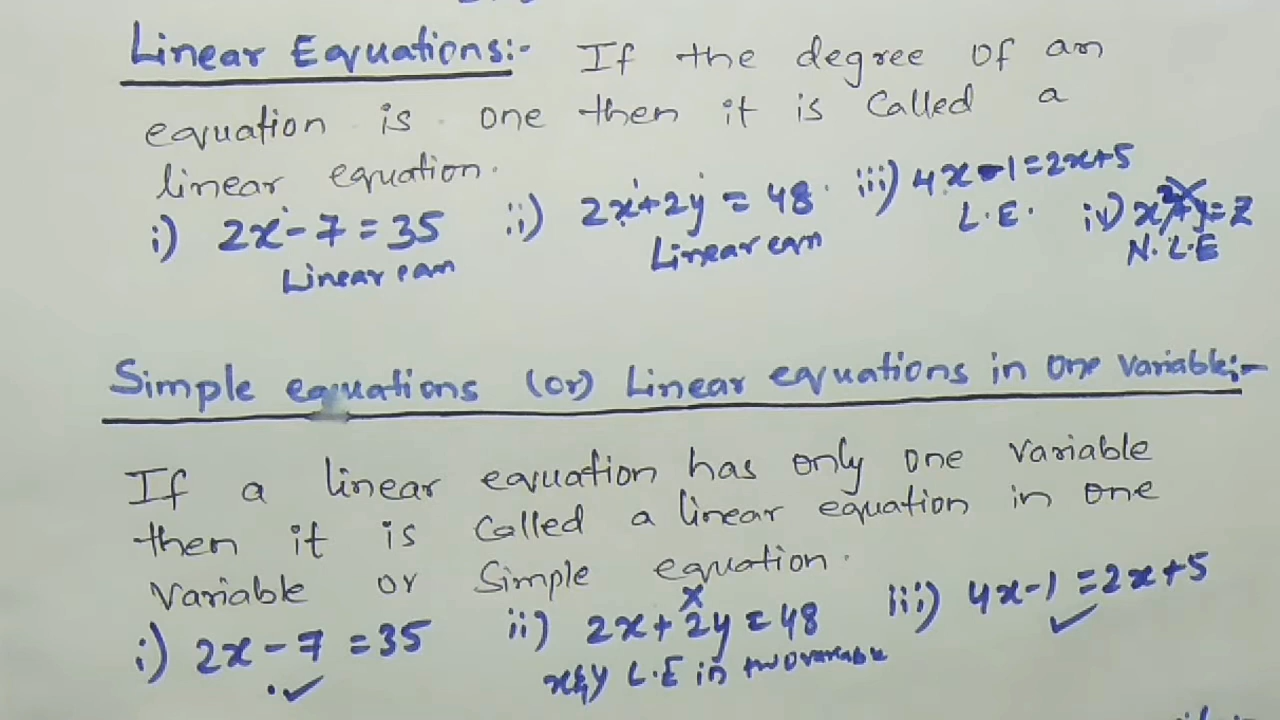 Linear Equations:- If the degree of an
equation is one then it is called a
linear equation.
i) 2x¹ - 7 = 35 ii) 2x¹ + 2y¹ = 48 iii) 4x - 1 = 2x + 5 iv) x² + y = z
Linear eqn Linear eqn L.E. N.L.E
Simple equations (or) Linear equations in one variable:-
If a linear equation has only one variable
then it is called a linear equation in one
variable or simple equation.
i) 2x - 7 = 35 ✓ ii) 2x + 2y = 48 x iii) 4x - 1 = 2x + 5 ✓
x & y L.E in two variable